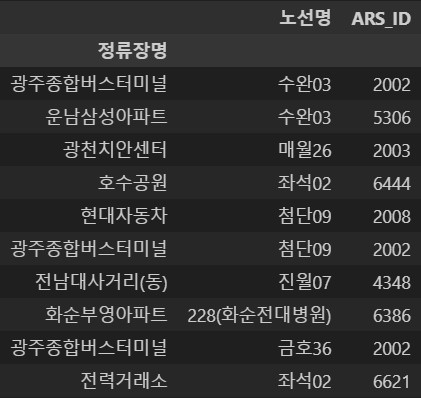 노선명 ARS_ID
정류장명
광주종합버스터미널 수완03 2002
운남삼성아파트 수완03 5306
광천치안센터 매월26 2003
호수공원 좌석02 6444
현대자동차 첨단09 2008
광주종합버스터미널 첨단09 2002
전남대사거리(동) 진월07 4348
화순부영아파트 228(화순전대병원) 6386
광주종합버스터미널 금호36 2002
전력거래소 좌석02 6621